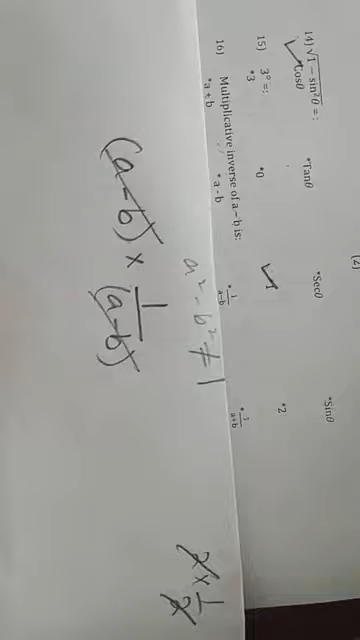 (2)
14) √1 − sin²θ =:
Cosθ *Tanθ *Secθ *Sinθ
15) 3° =:
*3 *0 1 *2
16) Multiplicative inverse of a − b is:
*a + b *a - b *1/a−b *1/a+b
a² - b² ≠ 1
(a-b) × 1/(a-b)
2 × 1/2